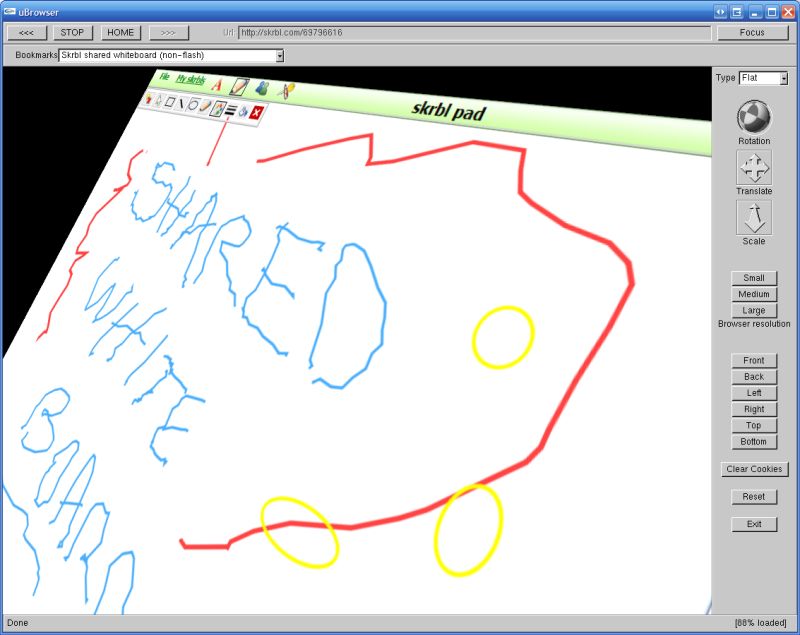 uBrowser
<<< STOP HOME >>> Url: http://skrbl.com/69796616 Focus
Bookmarks Skrbl shared whiteboard (non-flash)
Type Flat
File My skrbls
skrbl pad
Rotation
Translate
Scale
SHARED
WHITE
BOARD
Small
Medium
Large
Browser resolution
Front
Back
Left
Right
Top
Bottom
Clear Cookies
Reset
Exit
Done [88% loaded]